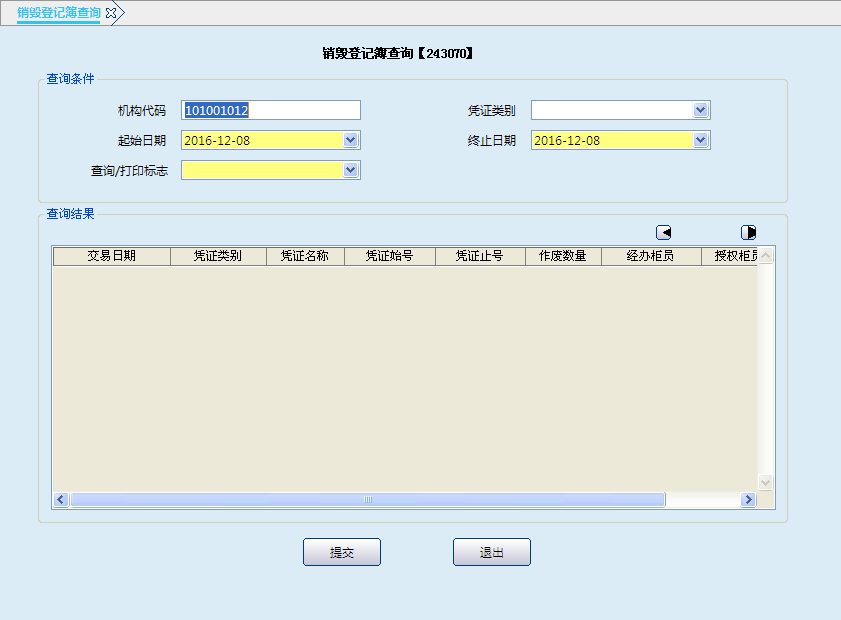 销毁登记簿查询
销毁登记簿查询【243070】
查询条件
机构代码 101001012 凭证类别
起始日期 2016-12-08 终止日期 2016-12-08
查询/打印标志
查询结果
交易日期 凭证类别 凭证名称 凭证始号 凭证止号 作废数量 经办柜员 授权柜员
提交 退出